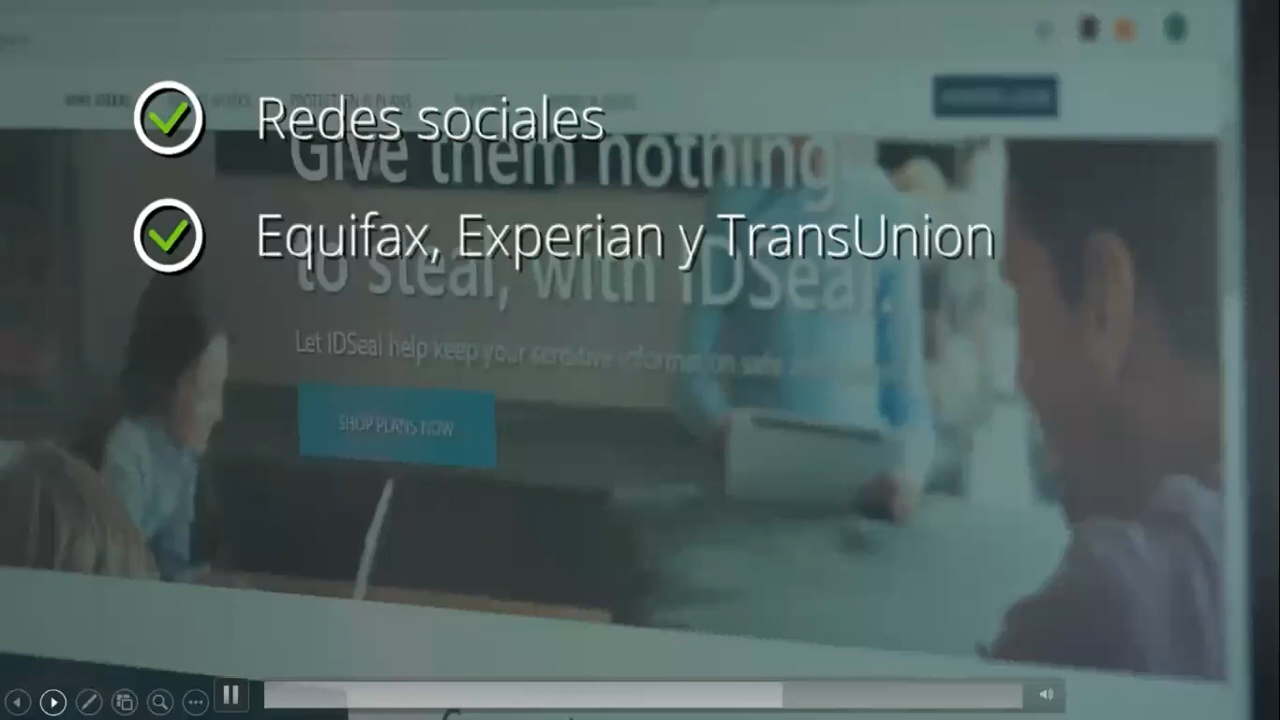 Redes sociales
Give them nothing
Equifax, Experian y TransUnion
to steal, with IDSeal.
Let IDSeal help keep your sensitive information safe
SHOP PLANS NOW